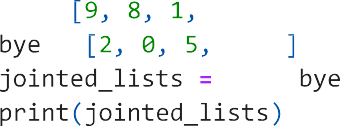 [9, 8, 1,
bye [2, 0, 5, ]
jointed_lists = bye
print(jointed_lists)